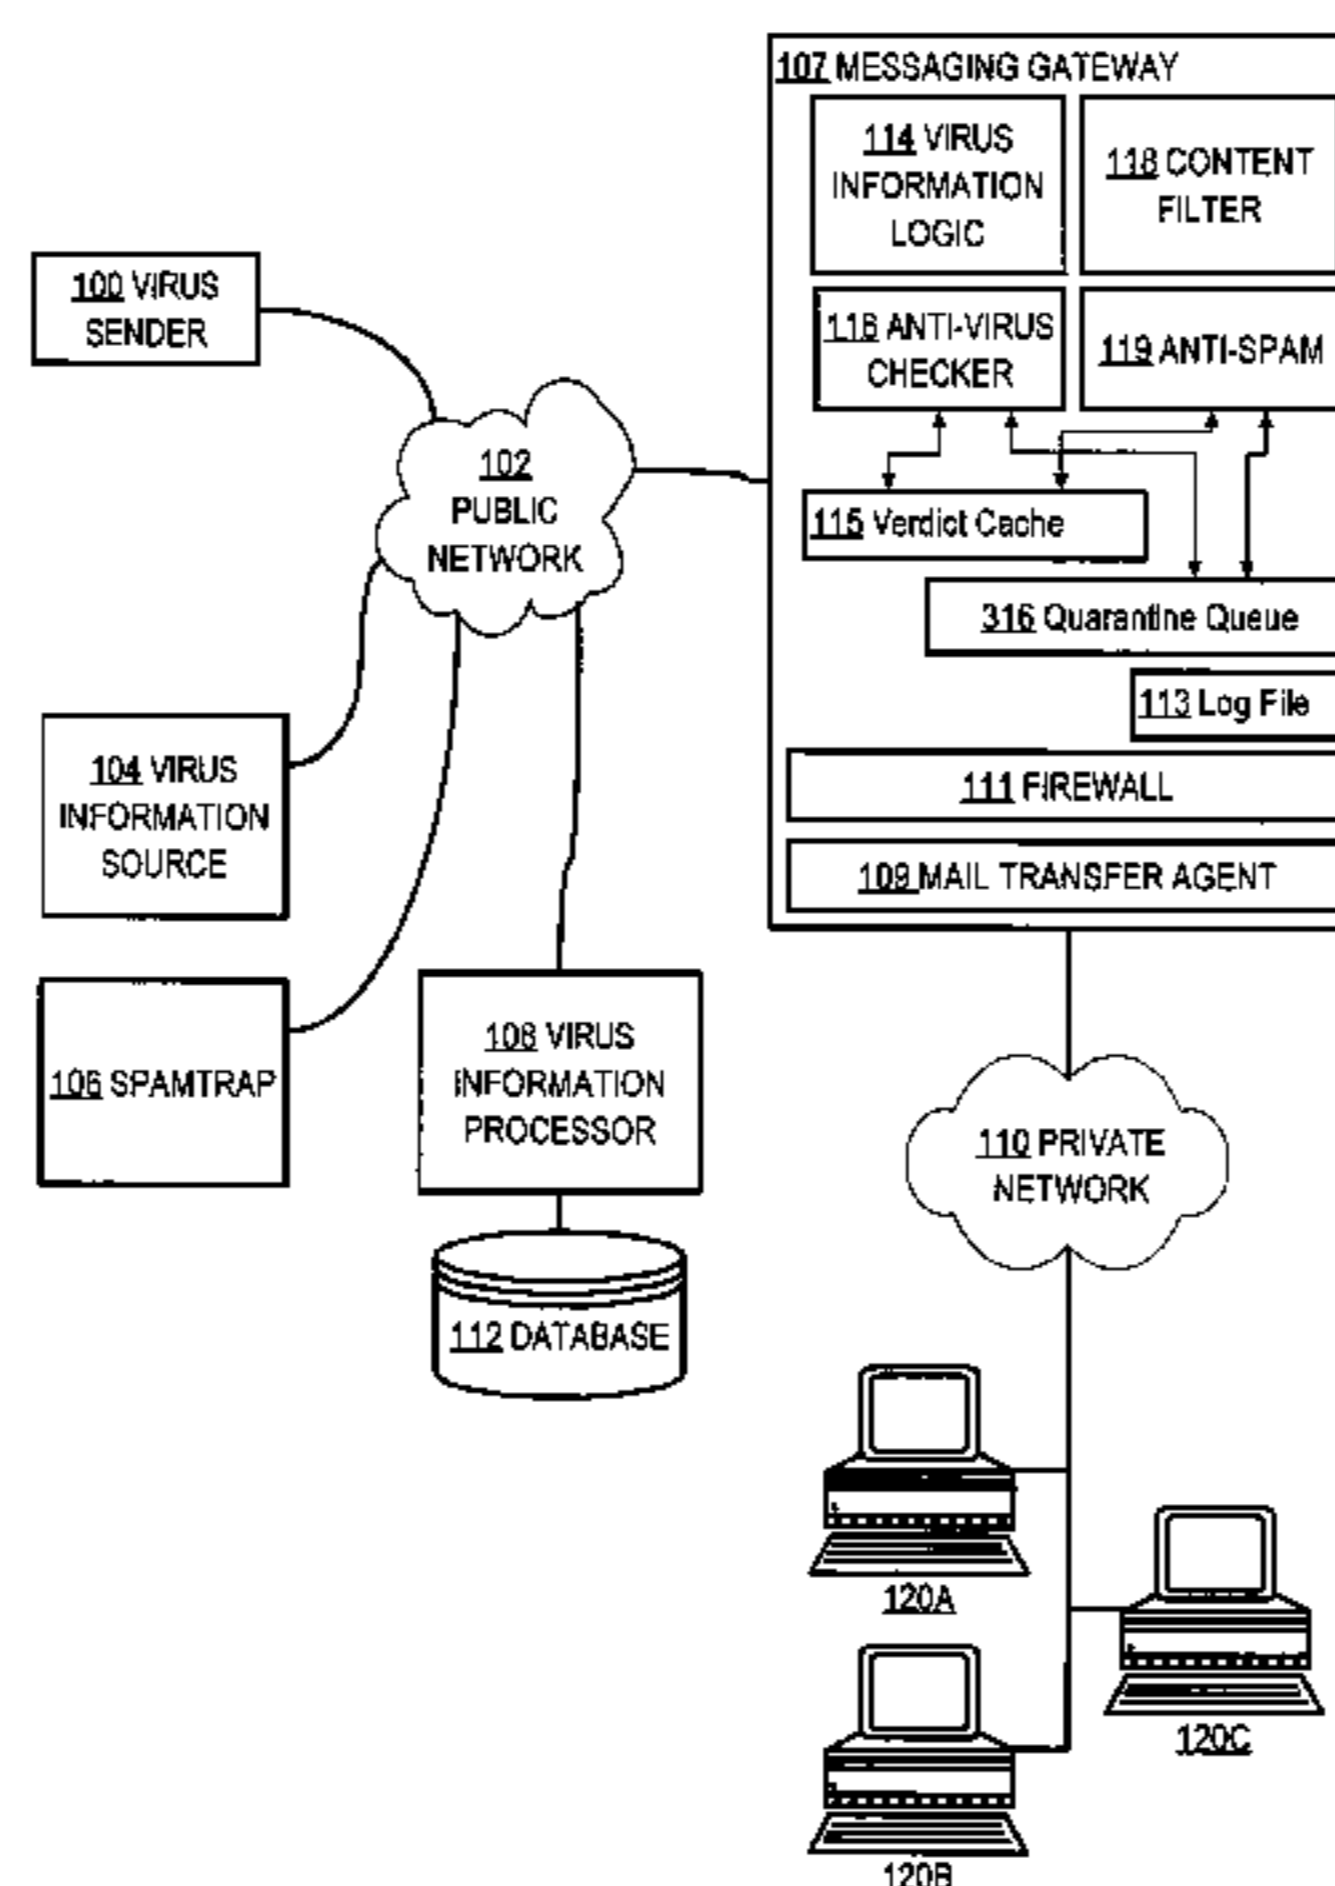 107 MESSAGING GATEWAY
114 VIRUS
INFORMATION
LOGIC
118 CONTENT
FILTER
100 VIRUS
SENDER
116 ANTI-VIRUS
CHECKER
119 ANTI-SPAM
102
PUBLIC
NETWORK
115 Verdict Cache
316 Quarantine Queue
113 Log File
104 VIRUS
INFORMATION
SOURCE
111 FIREWALL
109 MAIL TRANSFER AGENT
106 SPAMTRAP
108 VIRUS
INFORMATION
PROCESSOR
110 PRIVATE
NETWORK
112 DATABASE
120A
120C
120B